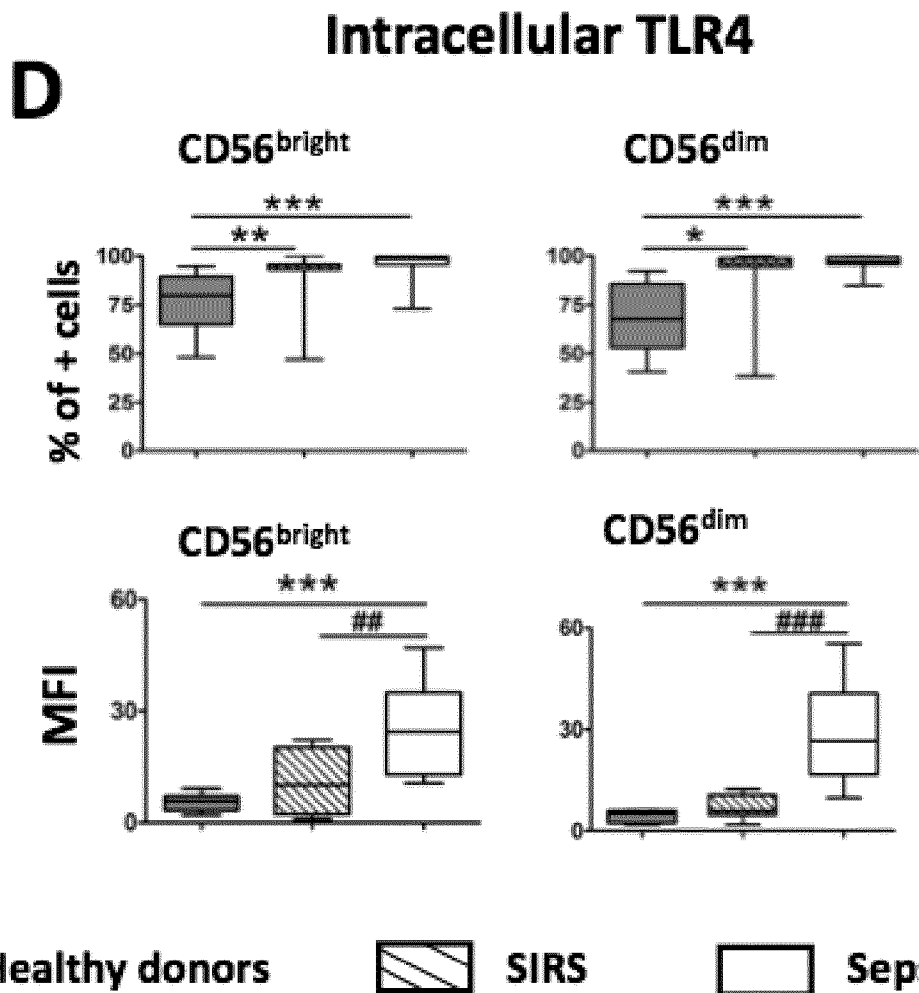 Intracellular TLR4
D
CD56bright CD56dim
*** ***
** *
% of + cells
100 100
75 75
50 50
25 25
0 0
CD56bright CD56dim
*** ***
## ###
MFI
60 60
30 30
0 0
Healthy donors SIRS Sep